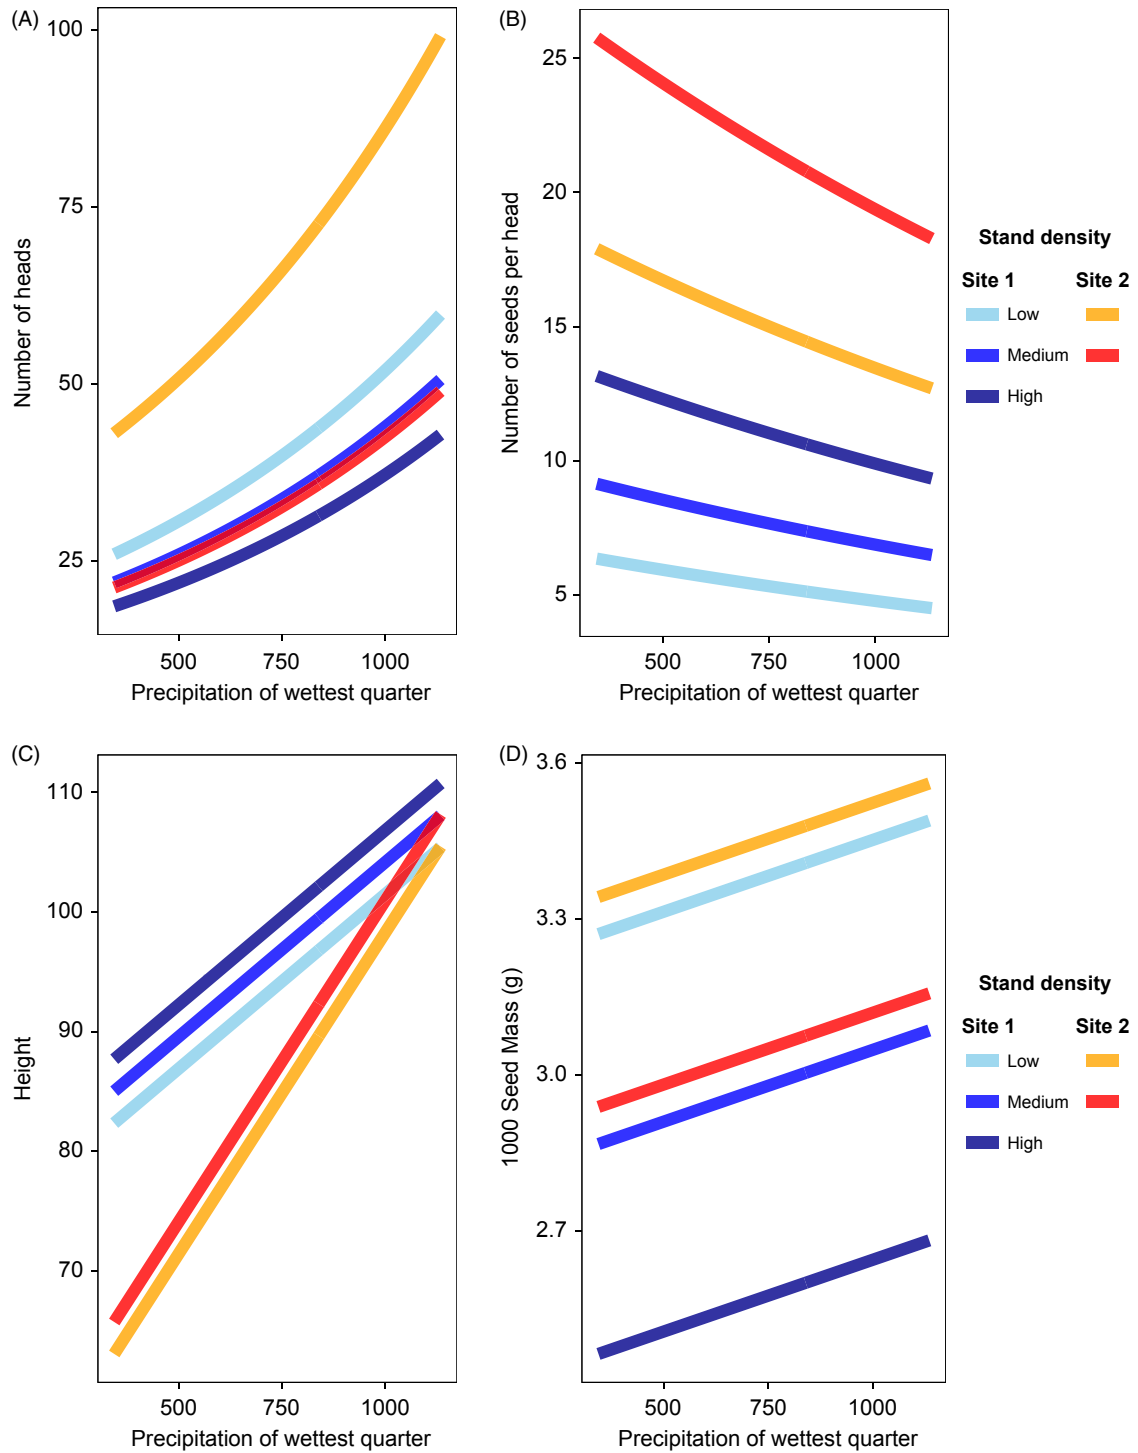 (A)
100
75
50
25
Number of heads
500 750 1000
Precipitation of wettest quarter
(B)
25
20
15
10
5
Number of seeds per head
500 750 1000
Precipitation of wettest quarter
Stand density
Site 1 Site 2
Low
Medium
High
(C)
110
100
90
80
70
Height
500 750 1000
Precipitation of wettest quarter
(D)
3.6
3.3
3.0
2.7
1000 Seed Mass (g)
500 750 1000
Precipitation of wettest quarter
Stand density
Site 1 Site 2
Low
Medium
High